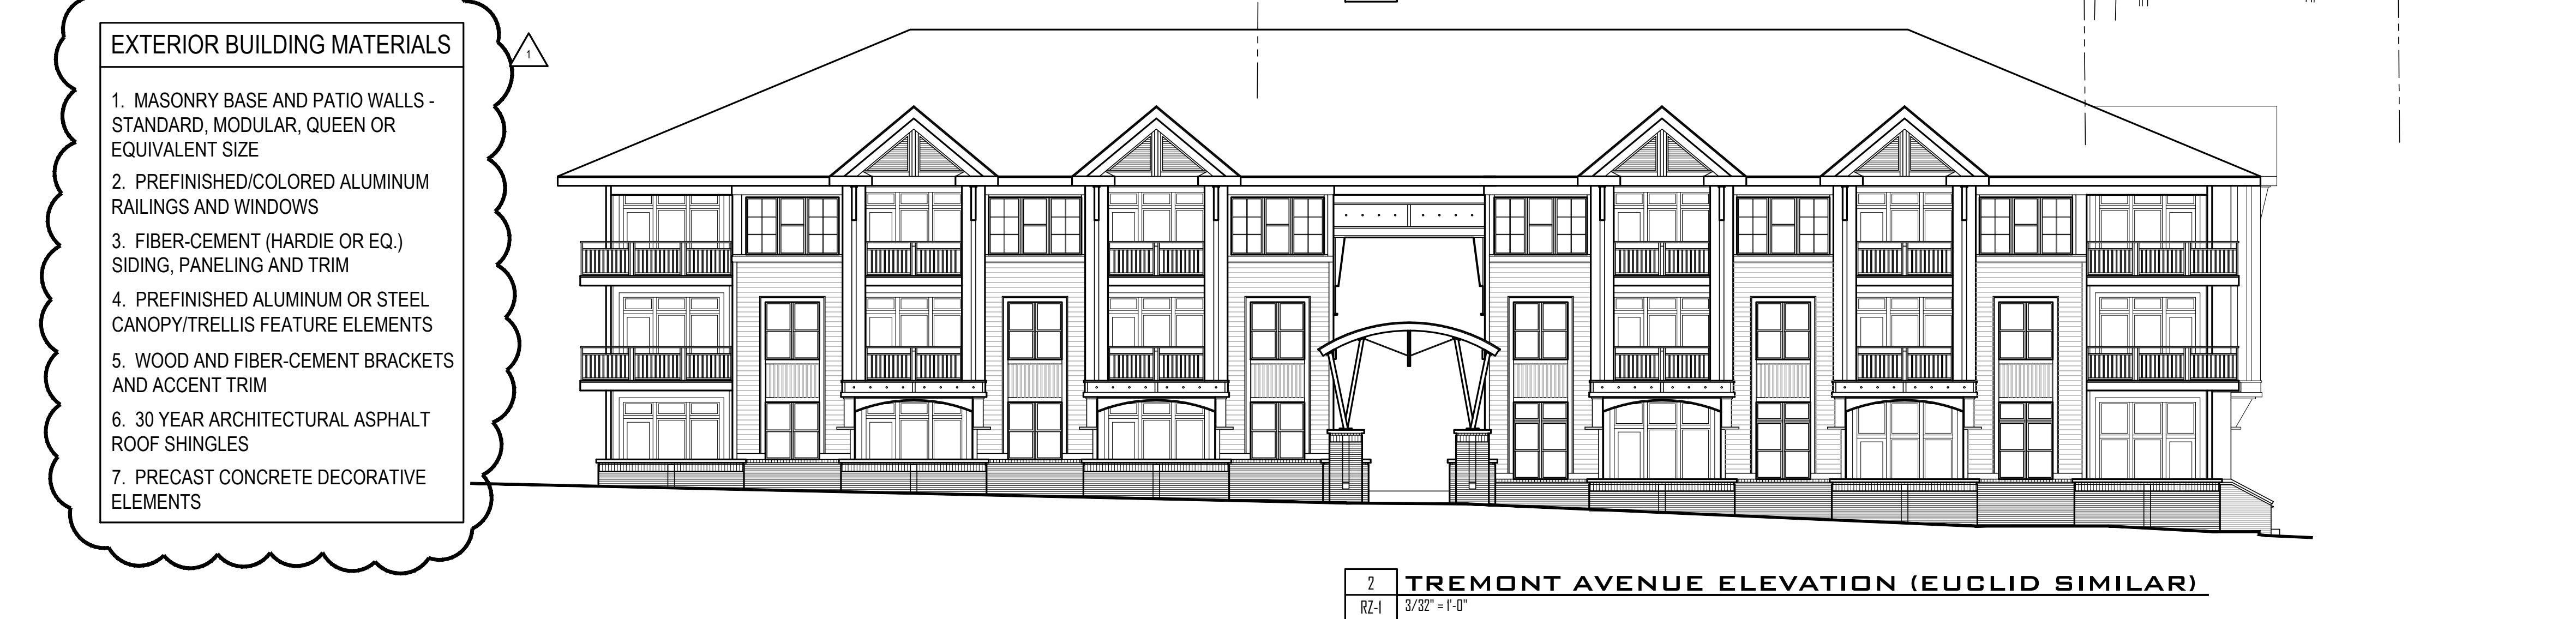 EXTERIOR BUILDING MATERIALS
1. MASONRY BASE AND PATIO WALLS -
STANDARD, MODULAR, QUEEN OR
EQUIVALENT SIZE
2. PREFINISHED/COLORED ALUMINUM
RAILINGS AND WINDOWS
3. FIBER-CEMENT (HARDIE OR EQ.)
SIDING, PANELING AND TRIM
4. PREFINISHED ALUMINUM OR STEEL
CANOPY/TRELLIS FEATURE ELEMENTS
5. WOOD AND FIBER-CEMENT BRACKETS
AND ACCENT TRIM
6. 30 YEAR ARCHITECTURAL ASPHALT
ROOF SHINGLES
7. PRECAST CONCRETE DECORATIVE
ELEMENTS
1
2
TREMONT AVENUE ELEVATION (EUCLID SIMILAR)
RZ-1
3/32" = 1'-0"